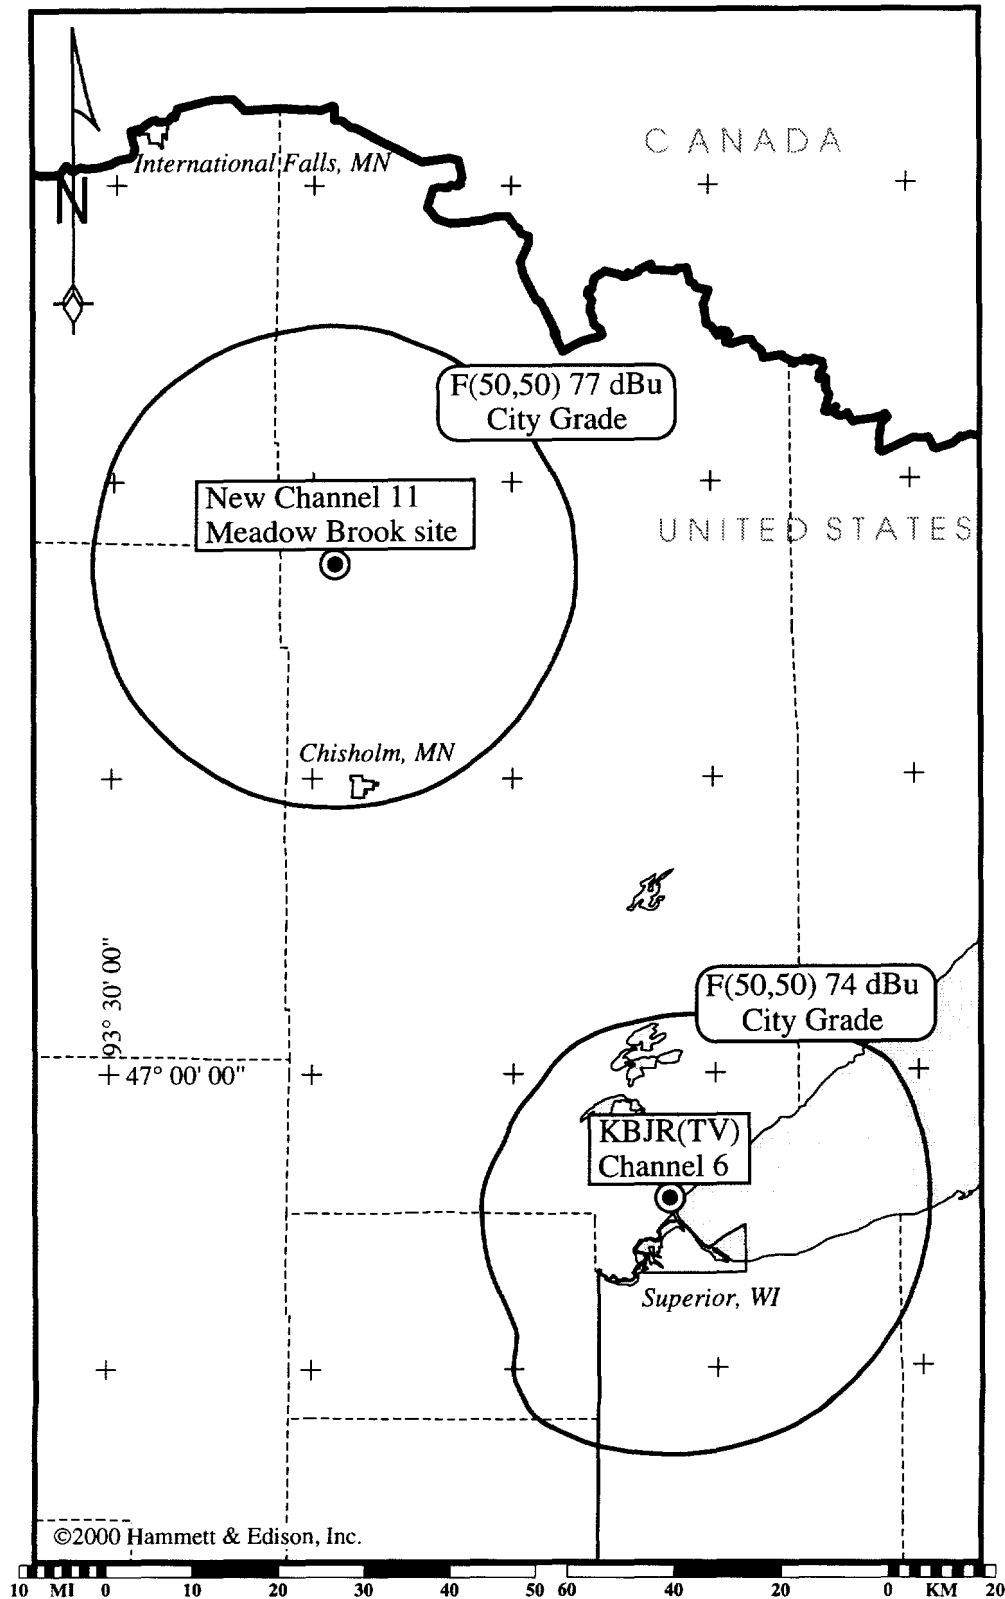 CANADA
International Falls, MN
N
F(50,50) 77 dBu
City Grade
New Channel 11
Meadow Brook site
UNITED STATES
Chisholm, MN
93° 30' 00"
47° 00' 00"
F(50,50) 74 dBu
City Grade
KBJR(TV)
Channel 6
Superior, WI
©2000 Hammett & Edison, Inc.
10 MI 0 10 20 30 40 50 60 40 20 0 KM 20